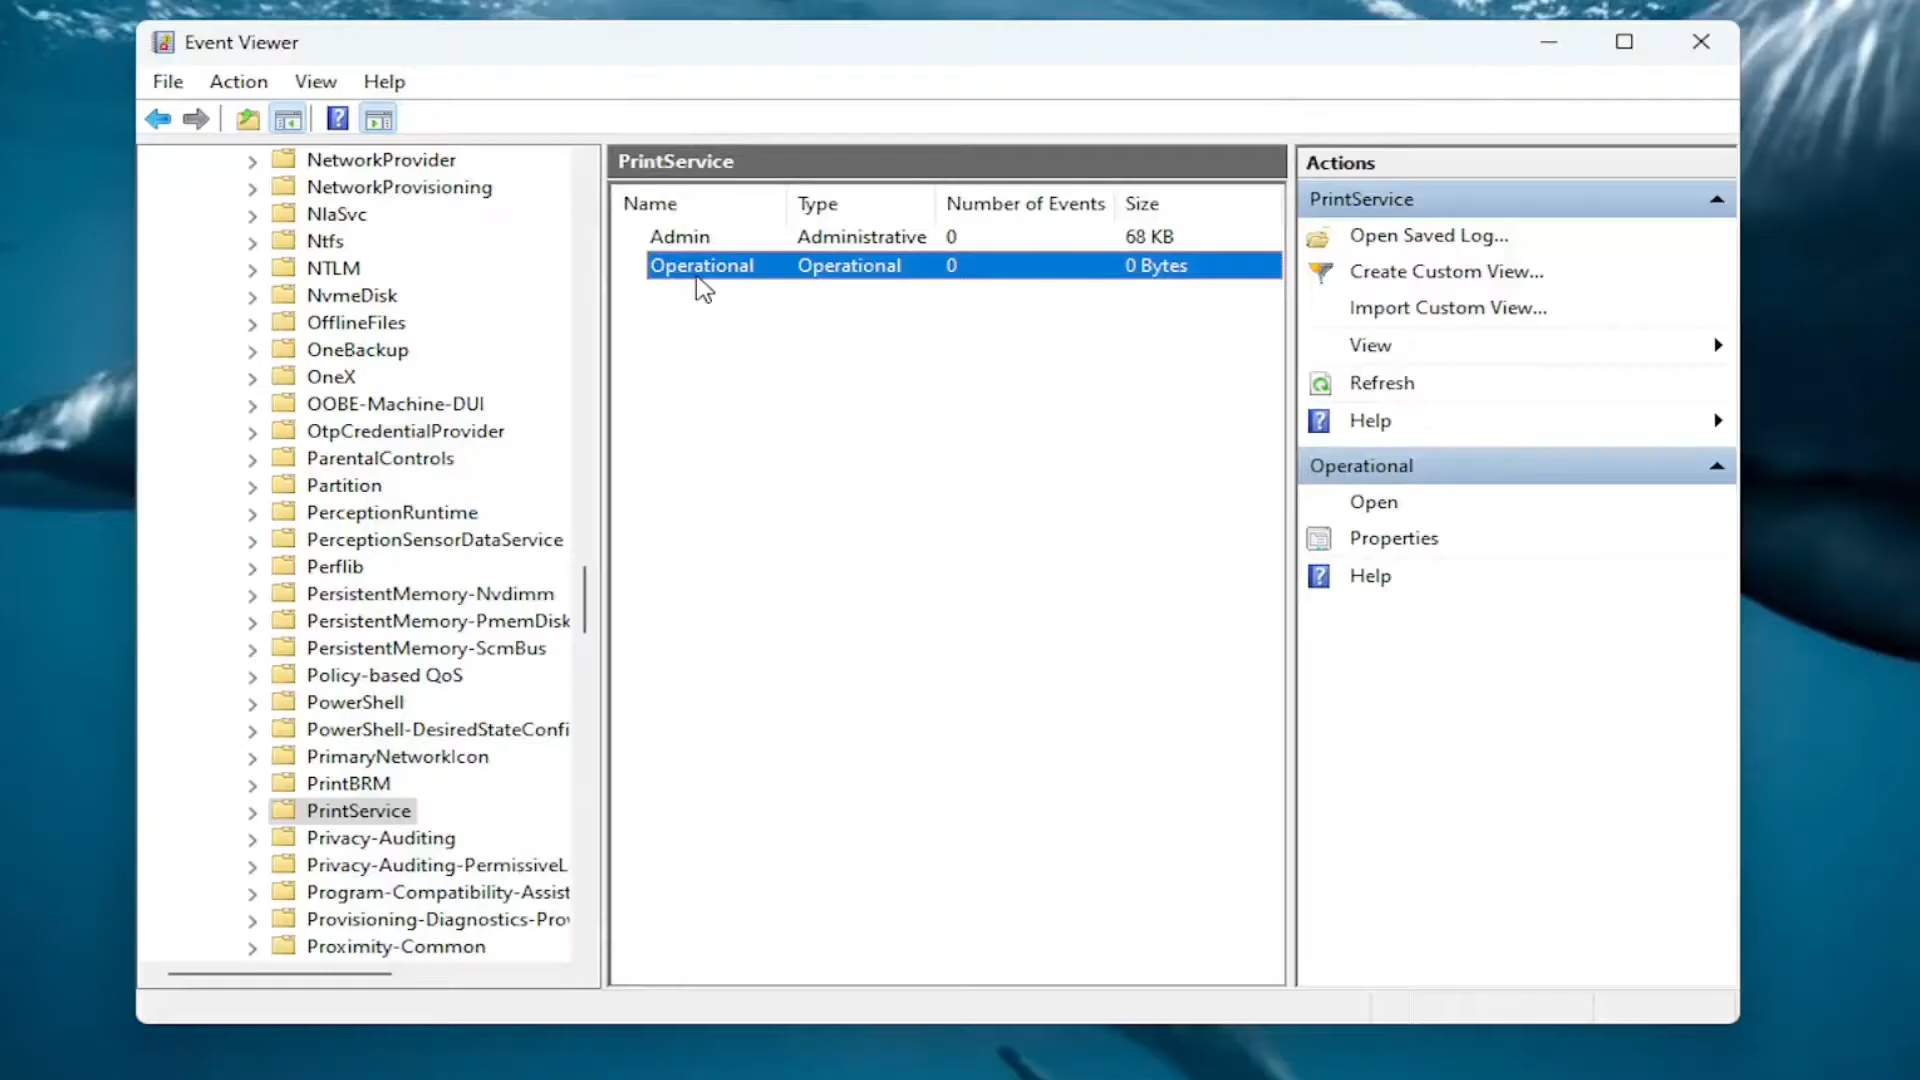 Event Viewer
File Action View Help
NetworkProvider
NetworkProvisioning
NlaSvc
Ntfs
NTLM
NvmeDisk
OfflineFiles
OneBackup
OneX
OOBE-Machine-DUI
OtpCredentialProvider
ParentalControls
Partition
PerceptionRuntime
PerceptionSensorDataService
Perflib
PersistentMemory-Nvdimm
PersistentMemory-PmemDisk
PersistentMemory-ScmBus
Policy-based QoS
PowerShell
PowerShell-DesiredStateConfi
PrimaryNetworkIcon
PrintBRM
PrintService
Privacy-Auditing
Privacy-Auditing-PermissiveL
Program-Compatibility-Assist
Provisioning-Diagnostics-Prov
Proximity-Common
PrintService
Name Type Number of Events Size
Admin Administrative 0 68 KB
Operational Operational 0 0 Bytes
Actions
PrintService
Open Saved Log...
Create Custom View...
Import Custom View...
View
Refresh
Help
Operational
Open
Properties
Help